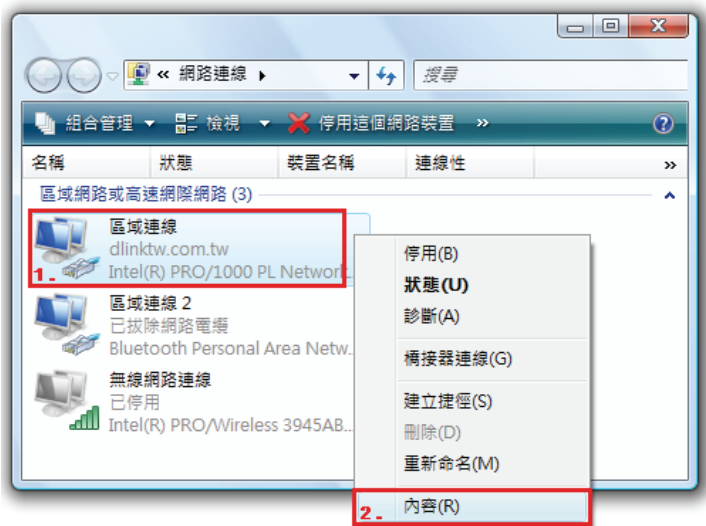 « 網路連線
搜尋
組合管理 檢視 停用這個網路裝置 »
名稱 狀態 裝置名稱 連線性 »
區域網路或高速網際網路 (3)
區域連線
dlinktw.com.tw
1. Intel(R) PRO/1000 PL Network...
區域連線 2
已拔除網路電纜
Bluetooth Personal Area Netw...
無線網路連線
已停用
Intel(R) PRO/Wireless 3945AB...
停用(B)
狀態(U)
診斷(A)
橋接器連線(G)
建立捷徑(S)
刪除(D)
重新命名(M)
2. 內容(R)